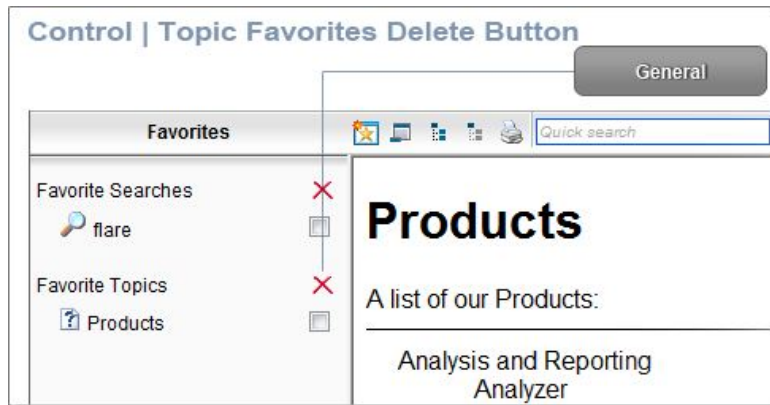 Control | Topic Favorites Delete Button
General
Favorites
Quick search
Favorite Searches
flare
Favorite Topics
Products
Products
A list of our Products:
Analysis and Reporting
Analyzer